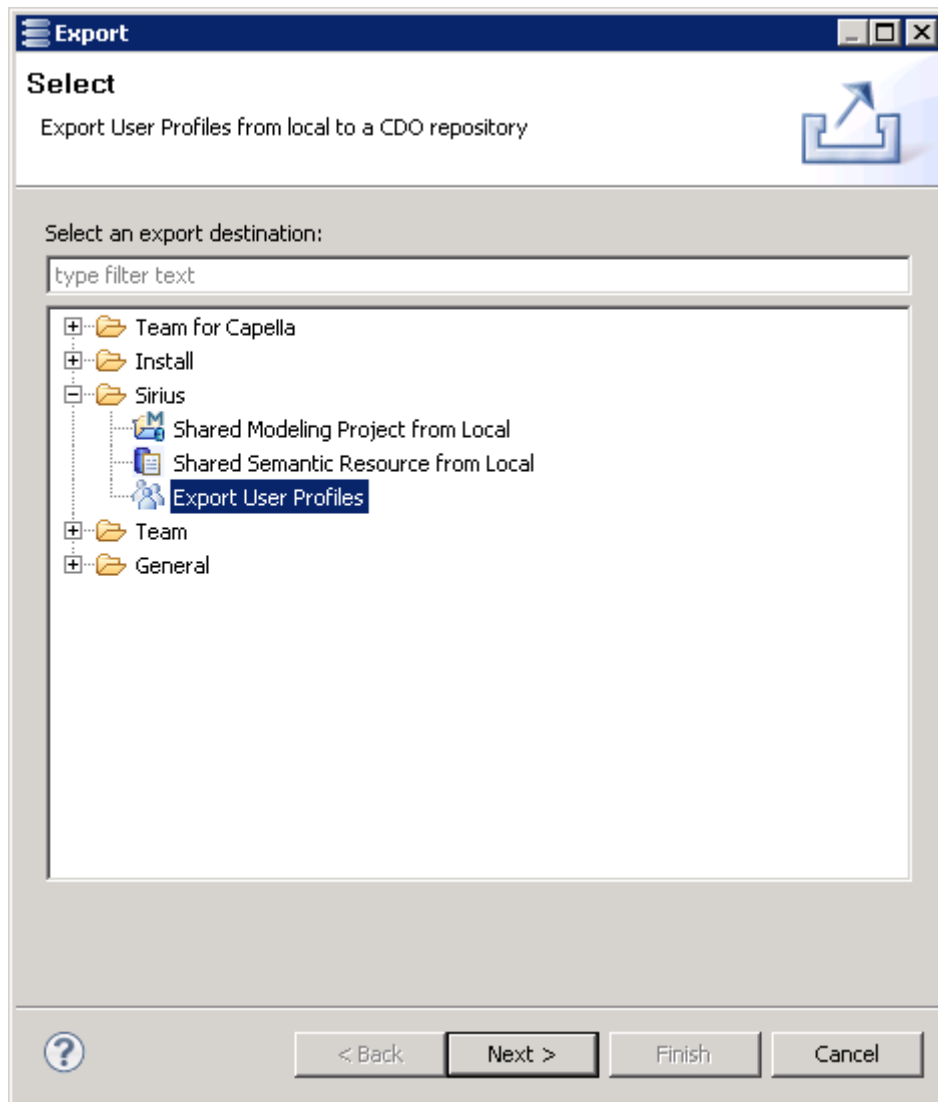 Export
Select
Export User Profiles from local to a CDO repository
Select an export destination:
type filter text
Team for Capella
Install
Sirius
Shared Modeling Project from Local
Shared Semantic Resource from Local
Export User Profiles
Team
General
< Back Next > Finish Cancel